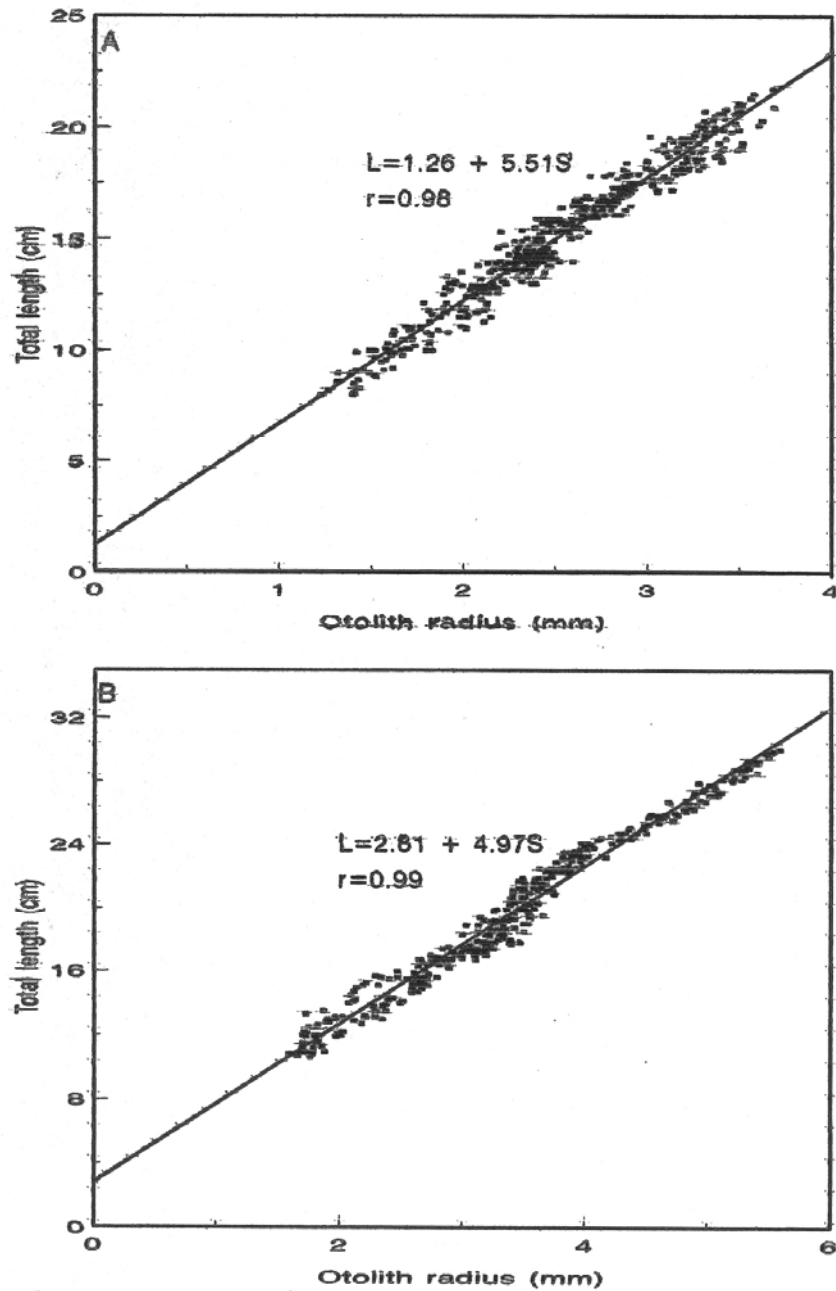 A
25
20
15
10
5
0
Total length (cm)
L=1.26 + 5.51S
r=0.98
0 1 2 3 4
Otolith radius (mm)
B
32
24
16
8
0
Total length (cm)
L=2.81 + 4.97S
r=0.99
0 2 4 6
Otolith radius (mm)